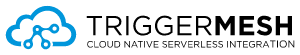 TRIGGERMESH
CLOUD NATIVE SERVERLESS INTEGRATION